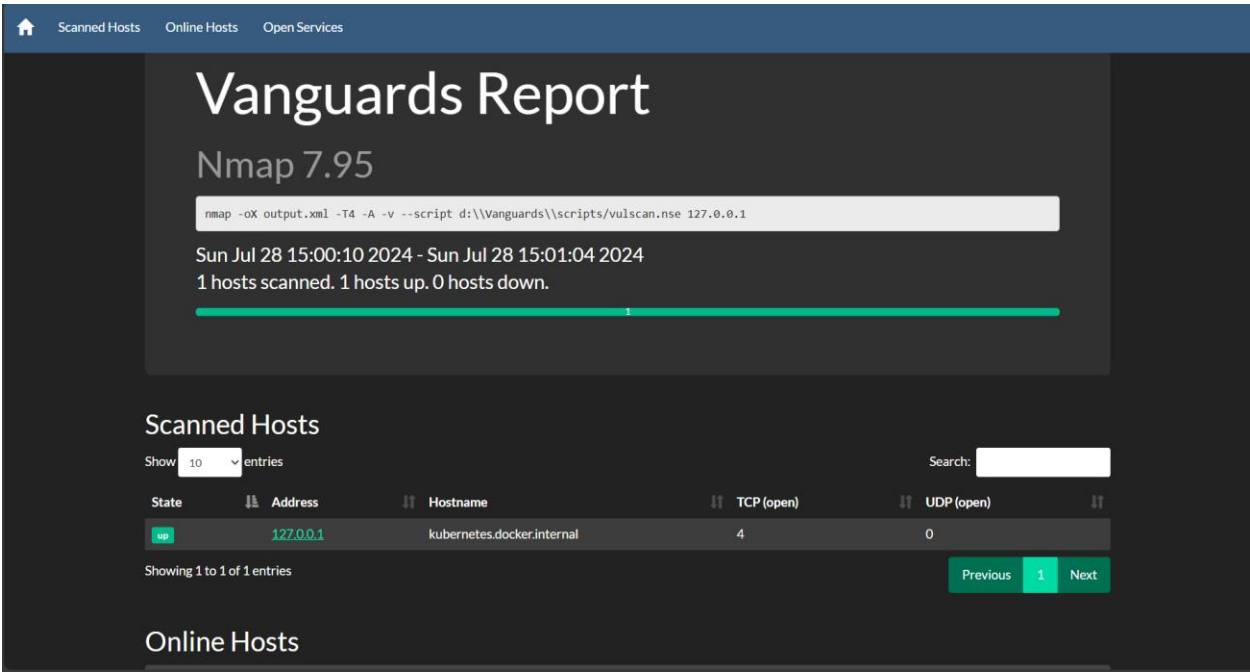 Scanned Hosts Online Hosts Open Services
Vanguards Report
Nmap 7.95
nmap -oX output.xml -T4 -A -v --script d:\\Vanguards\\scripts/vulscan.nse 127.0.0.1
Sun Jul 28 15:00:10 2024 - Sun Jul 28 15:01:04 2024
1 hosts scanned. 1 hosts up. 0 hosts down.
1
Scanned Hosts
Show 10 entries Search:
State Address Hostname TCP (open) UDP (open)
up 127.0.0.1 kubernetes.docker.internal 4 0
Showing 1 to 1 of 1 entries Previous 1 Next
Online Hosts